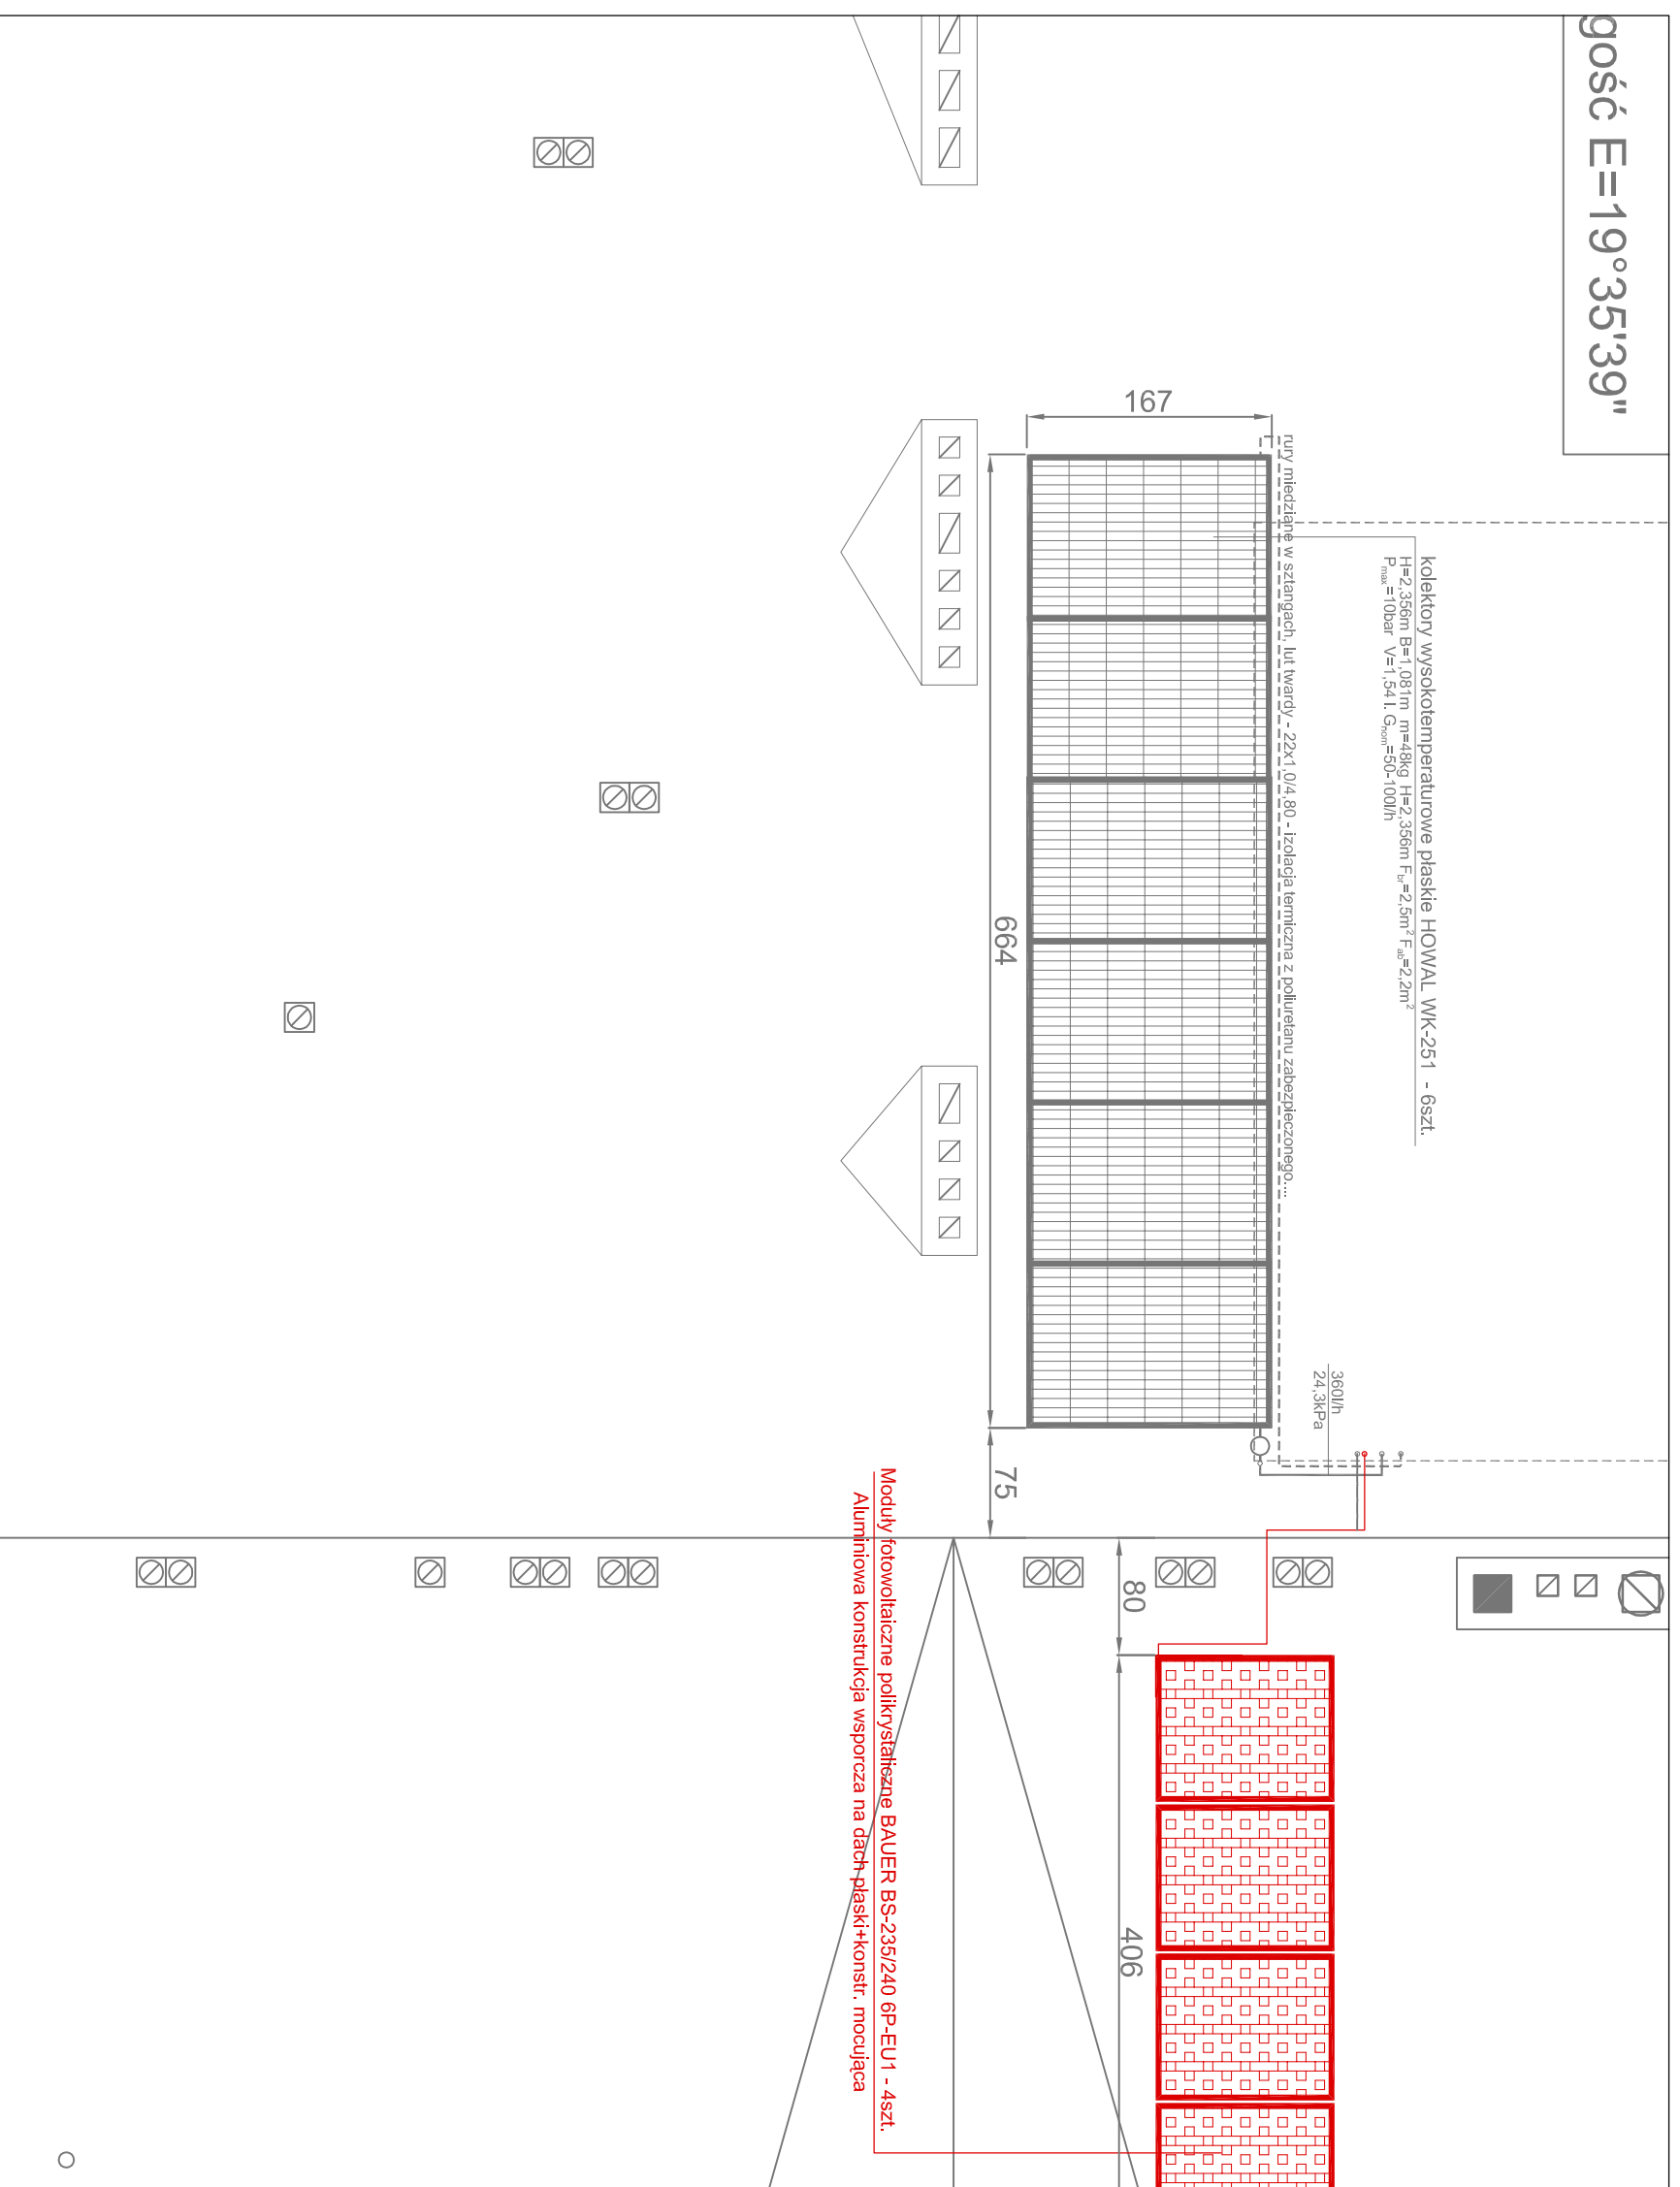 gość E=19°35'39"
167
kolektory wysokotemperaturowe płaskie HOWAL WK-251 - 6szt.
H=2,356m B=1,081m m=48kg H=2,356m Fbr=2,5m² Fab=2,2m²
Pmax=10bar V=1,54 l. Gnom=50-100l/h
rury miedziane w sztangach, lut twardy - 22x1,0/4,80 - izolacja termiczna z poliuretanu zabezpieczonego...
664
360l/h
24,3kPa
75
80
406
Moduły fotowoltaiczne polikrystaliczne BAUER BS-235/240 6P-EU1 - 4szt.
Aluminiowa konstrukcja wsporcza na dach płaski+konstr. mocująca